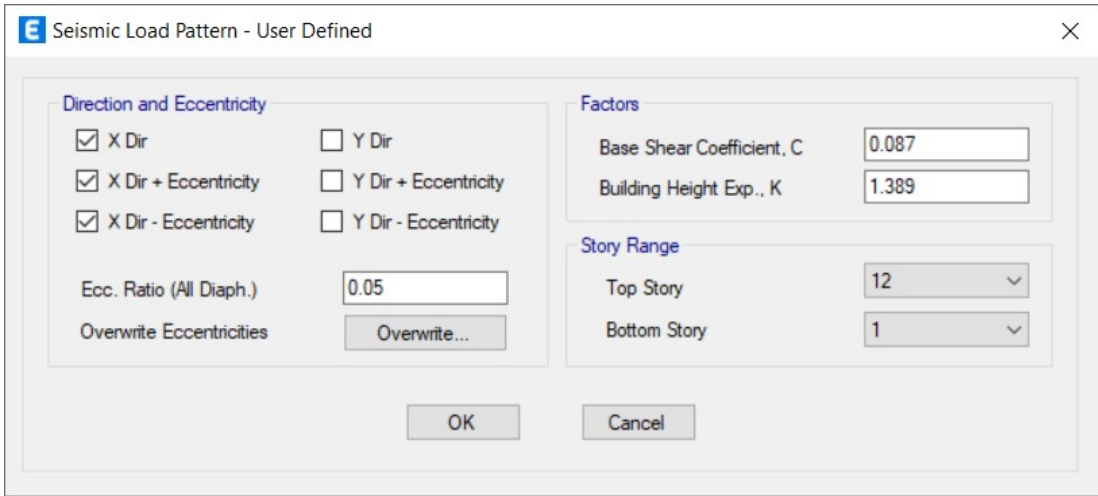 E Seismic Load Pattern - User Defined
Direction and Eccentricity
X Dir
Y Dir
X Dir + Eccentricity
Y Dir + Eccentricity
X Dir - Eccentricity
Y Dir - Eccentricity
Ecc. Ratio (All Diaph.)
0.05
Overwrite Eccentricities
Overwrite...
Factors
Base Shear Coefficient, C
0.087
Building Height Exp., K
1.389
Story Range
Top Story
12
Bottom Story
1
OK
Cancel